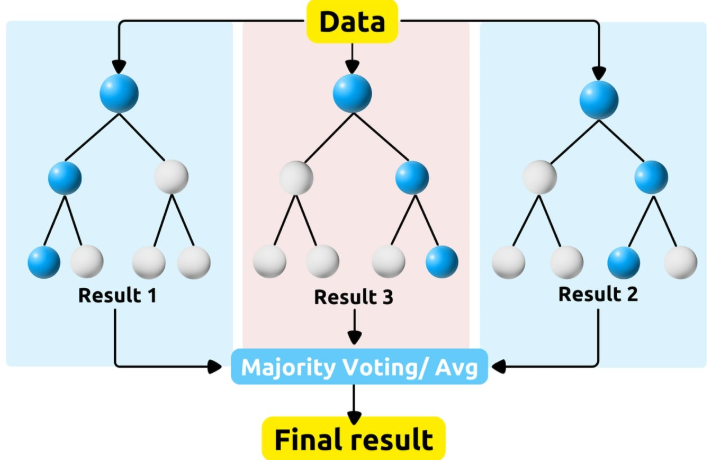 Data
Result 1
Result 3
Result 2
Majority Voting/ Avg
Final result